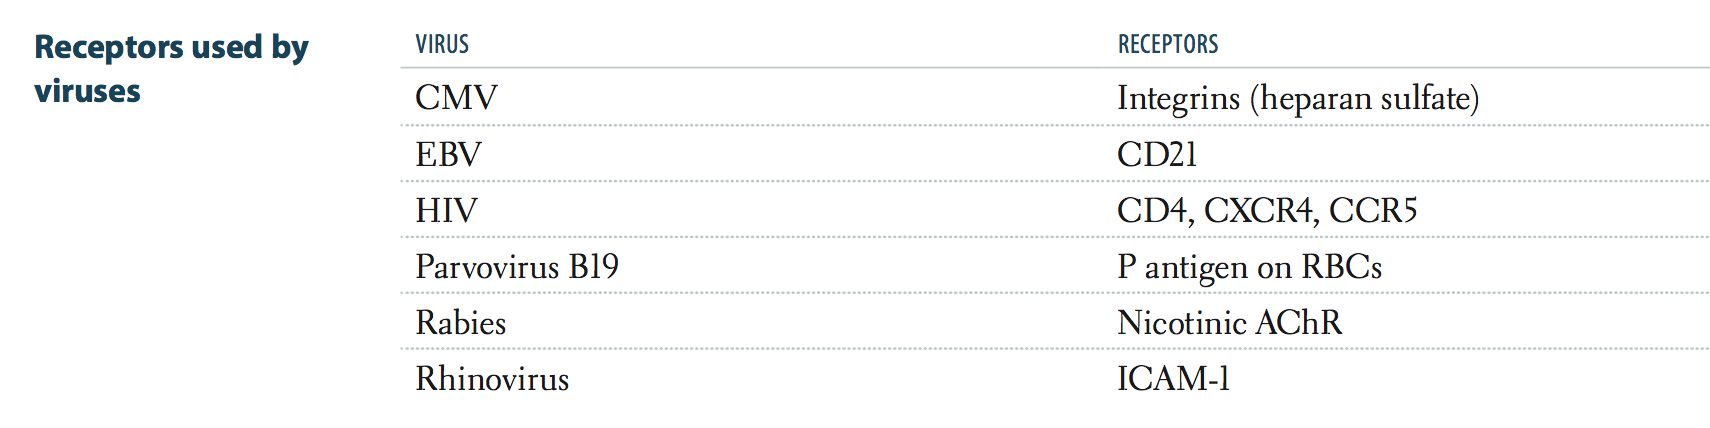 Receptors used by
viruses
VIRUS RECEPTORS
CMV Integrins (heparan sulfate)
EBV CD21
HIV CD4, CXCR4, CCR5
Parvovirus B19 P antigen on RBCs
Rabies Nicotinic AChR
Rhinovirus ICAM-1